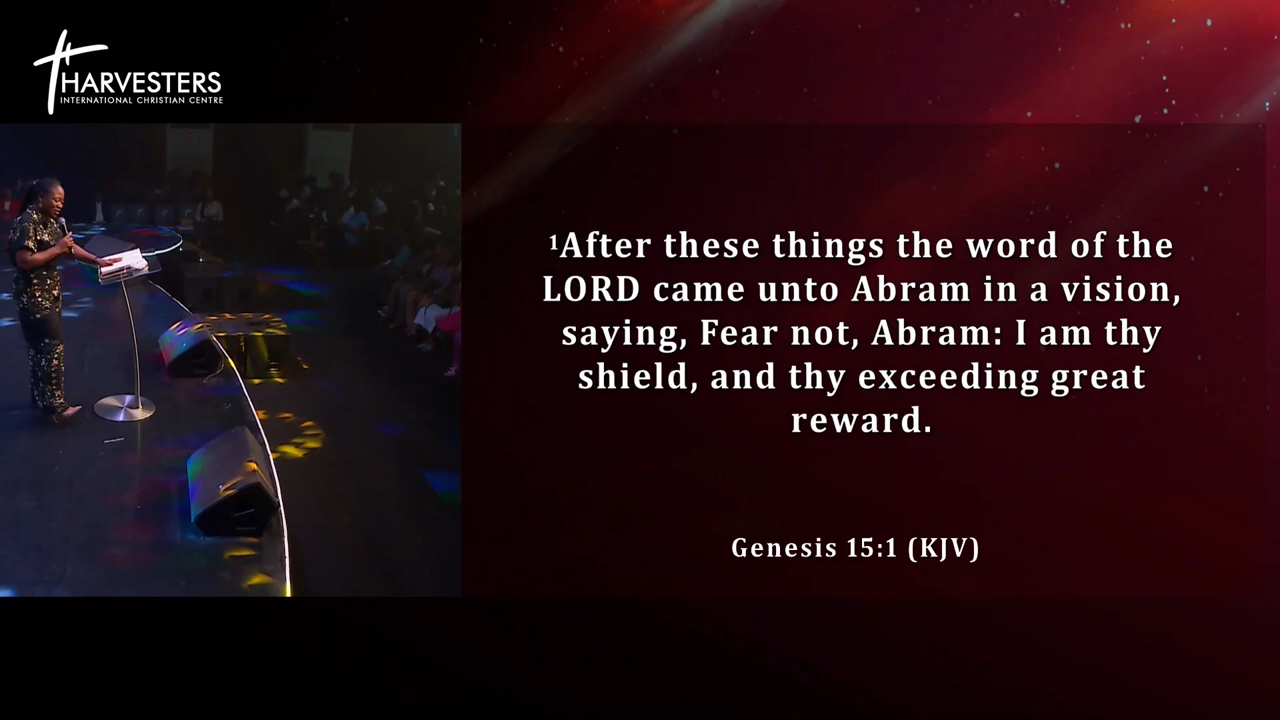 HARVESTERS
INTERNATIONAL CHRISTIAN CENTRE
¹After these things the word of the
LORD came unto Abram in a vision,
saying, Fear not, Abram: I am thy
shield, and thy exceeding great
reward.
Genesis 15:1 (KJV)